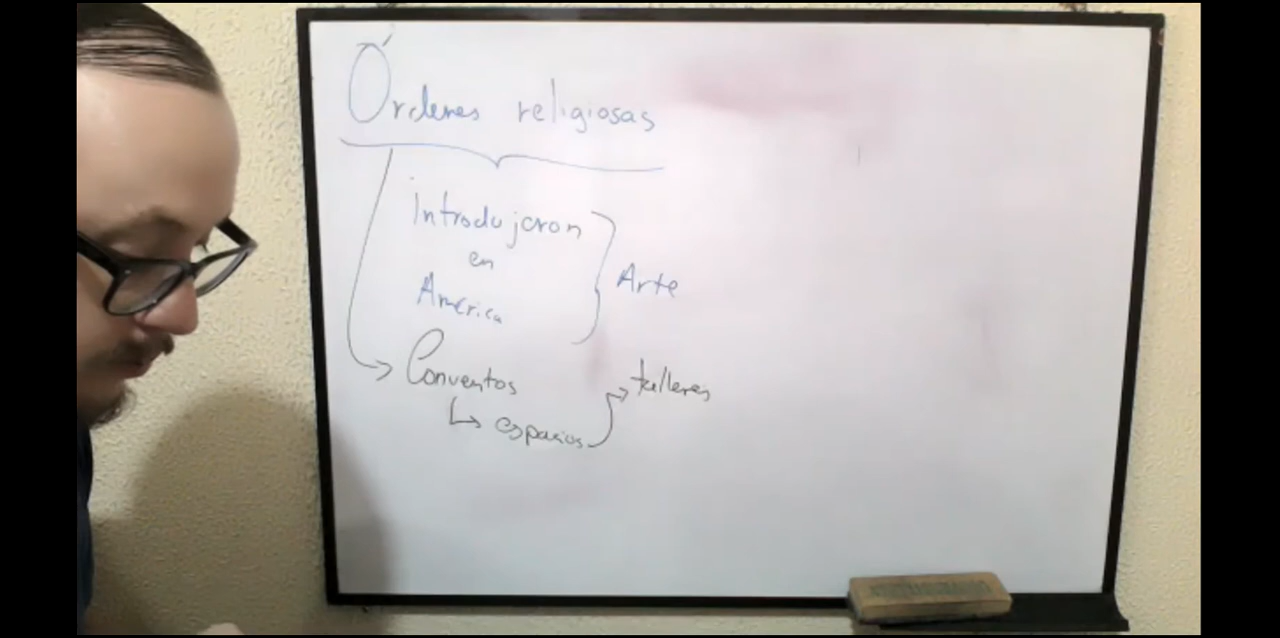 Órdenes religiosas
Introdujeron
en
America
Arte
Conventos
talleres
espacios